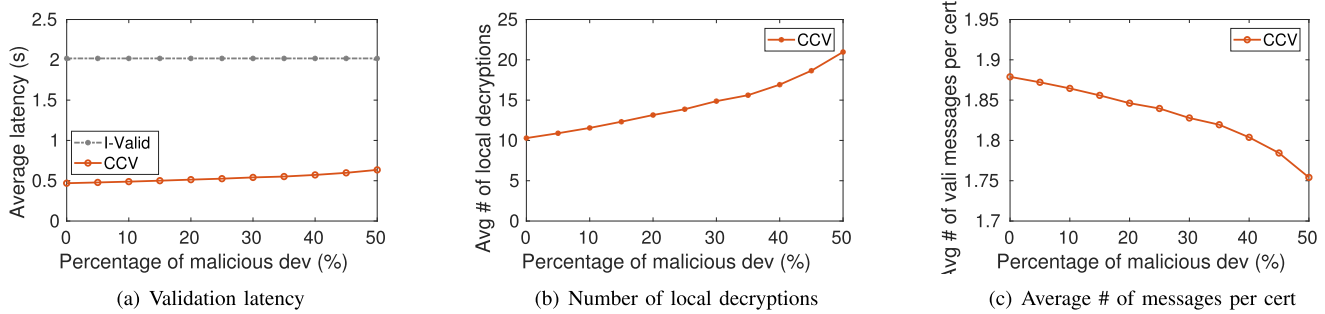 2.5
2
1.5
1
0.5
0
Average latency (s)
I-Valid
CCV
0 10 20 30 40 50
Percentage of malicious dev (%)
(a) Validation latency
25
20
15
10
5
0
Avg # of local decryptions
CCV
0 10 20 30 40 50
Percentage of malicious dev (%)
(b) Number of local decryptions
1.95
1.9
1.85
1.8
1.75
1.7
Avg # of vali messages per cert
CCV
0 10 20 30 40 50
Percentage of malicious dev (%)
(c) Average # of messages per cert